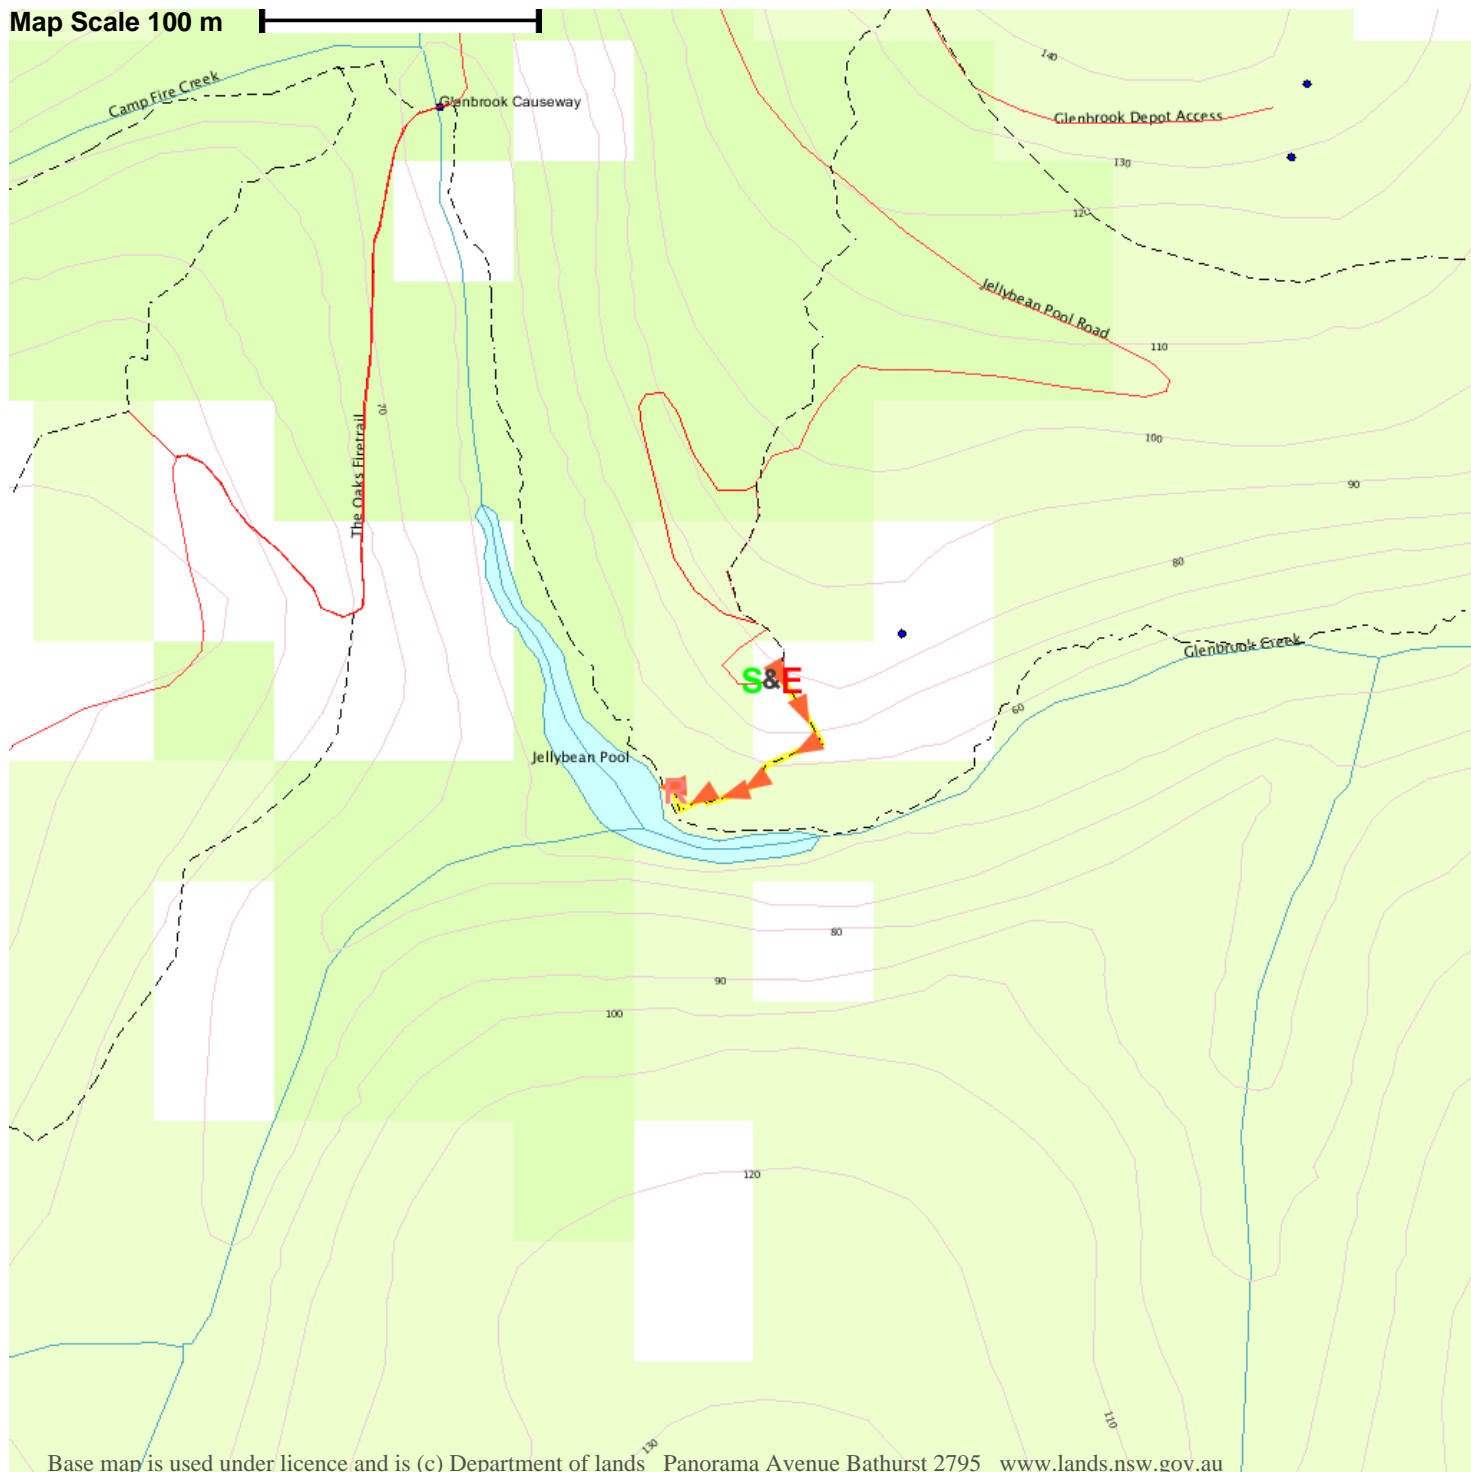 Map Scale 100 m
140
Camp Fire Creek
Glenbrook Causeway
Glenbrook Depot Access
130
120
Jellybean Pool Road
110
70
The Oaks Firetrail
100
90
80
Glenbrook Creek
S&E
60
Jellybean Pool
R
80
90
100
120
110
130
Base map is used under licence and is (c) Department of lands Panorama Avenue Bathurst 2795 www.lands.nsw.gov.au